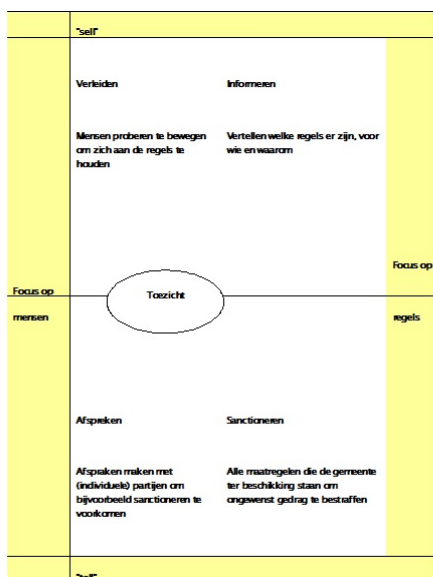 "self"
Verleiden
Informeren
Mensen proberen te bewegen
om zich aan de regels te
houden
Vertellen welke regels er zijn, voor
wie en waarom
Focus op
mensen
Toezicht
Focus op
regels
Afspreken
Sanctioneren
Afspraken maken met
(individuele) partijen om
bijvoorbeeld sanctioneren te
voorkomen
Alle maatregelen die de gemeente
ter beschikking staan om
ongewenst gedrag te bestraffen
"self"